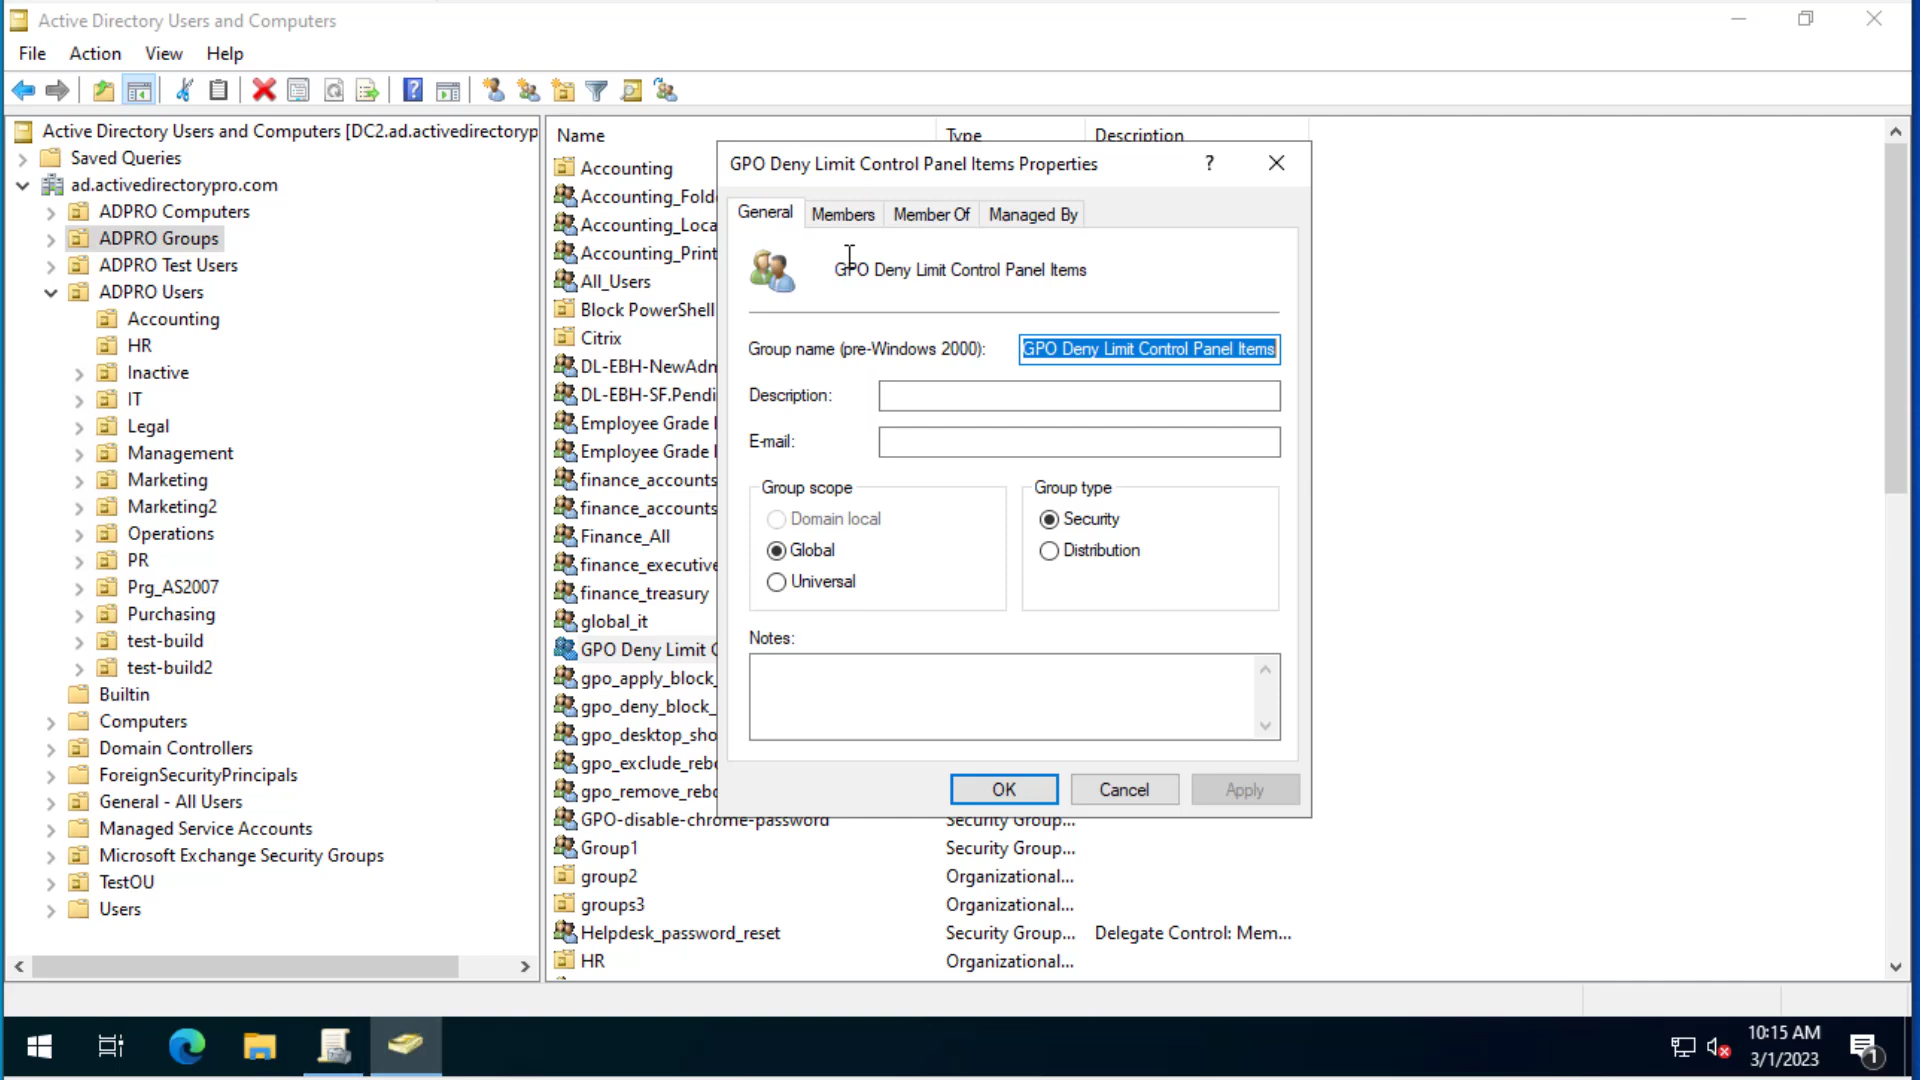 Active Directory Users and Computers
File Action View Help
Active Directory Users and Computers [DC2.ad.activedirectoryp
Saved Queries
ad.activedirectorypro.com
ADPRO Computers
ADPRO Groups
ADPRO Test Users
ADPRO Users
Accounting
HR
Inactive
IT
Legal
Management
Marketing
Marketing2
Operations
PR
Prg_AS2007
Purchasing
test-build
test-build2
Builtin
Computers
Domain Controllers
ForeignSecurityPrincipals
General - All Users
Managed Service Accounts
Microsoft Exchange Security Groups
TestOU
Users
Name Type Description
Accounting
Accounting_Folde
Accounting_Loca
Accounting_Print
All_Users
Block PowerShell
Citrix
DL-EBH-NewAdm
DL-EBH-SF.Pendi
Employee Grade
Employee Grade
finance_accounts
finance_accounts
Finance_All
finance_executive
finance_treasury
global_it
GPO Deny Limit C
gpo_apply_block_
gpo_deny_block_
gpo_desktop_sho
gpo_exclude_rebo
gpo_remove_rebo
GPO-disable-chrome-password Security Group...
Group1 Security Group...
group2 Organizational...
groups3 Organizational...
Helpdesk_password_reset Security Group... Delegate Control: Mem...
HR Organizational...
GPO Deny Limit Control Panel Items Properties ?
General Members Member Of Managed By
GPO Deny Limit Control Panel Items
Group name (pre-Windows 2000): GPO Deny Limit Control Panel Items
Description:
E-mail:
Group scope
Domain local
Global
Universal
Group type
Security
Distribution
Notes:
OK Cancel Apply
10:15 AM
3/1/2023
1